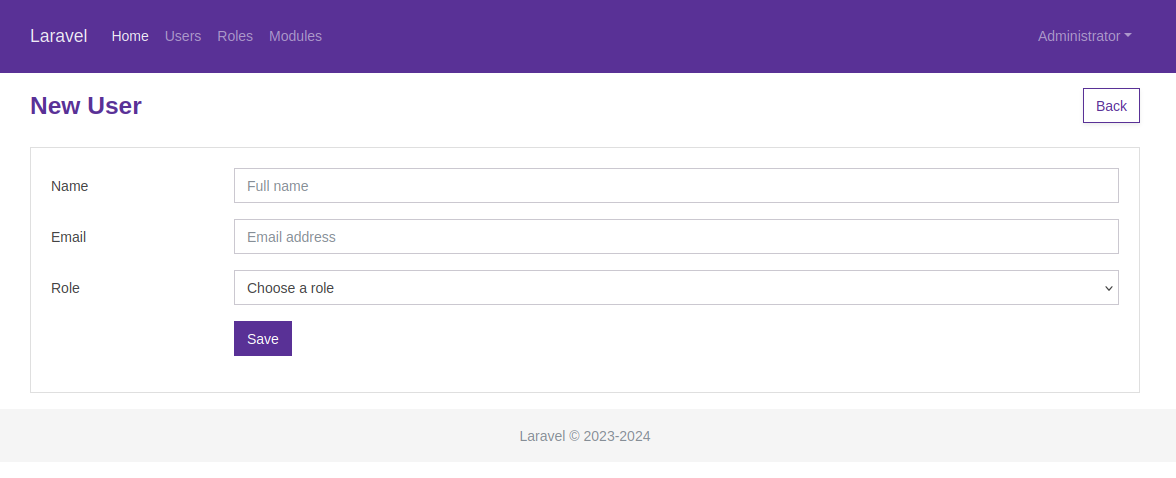 Laravel Home Users Roles Modules Administrator
New User Back
Name Full name
Email Email address
Role Choose a role
Save
Laravel © 2023-2024